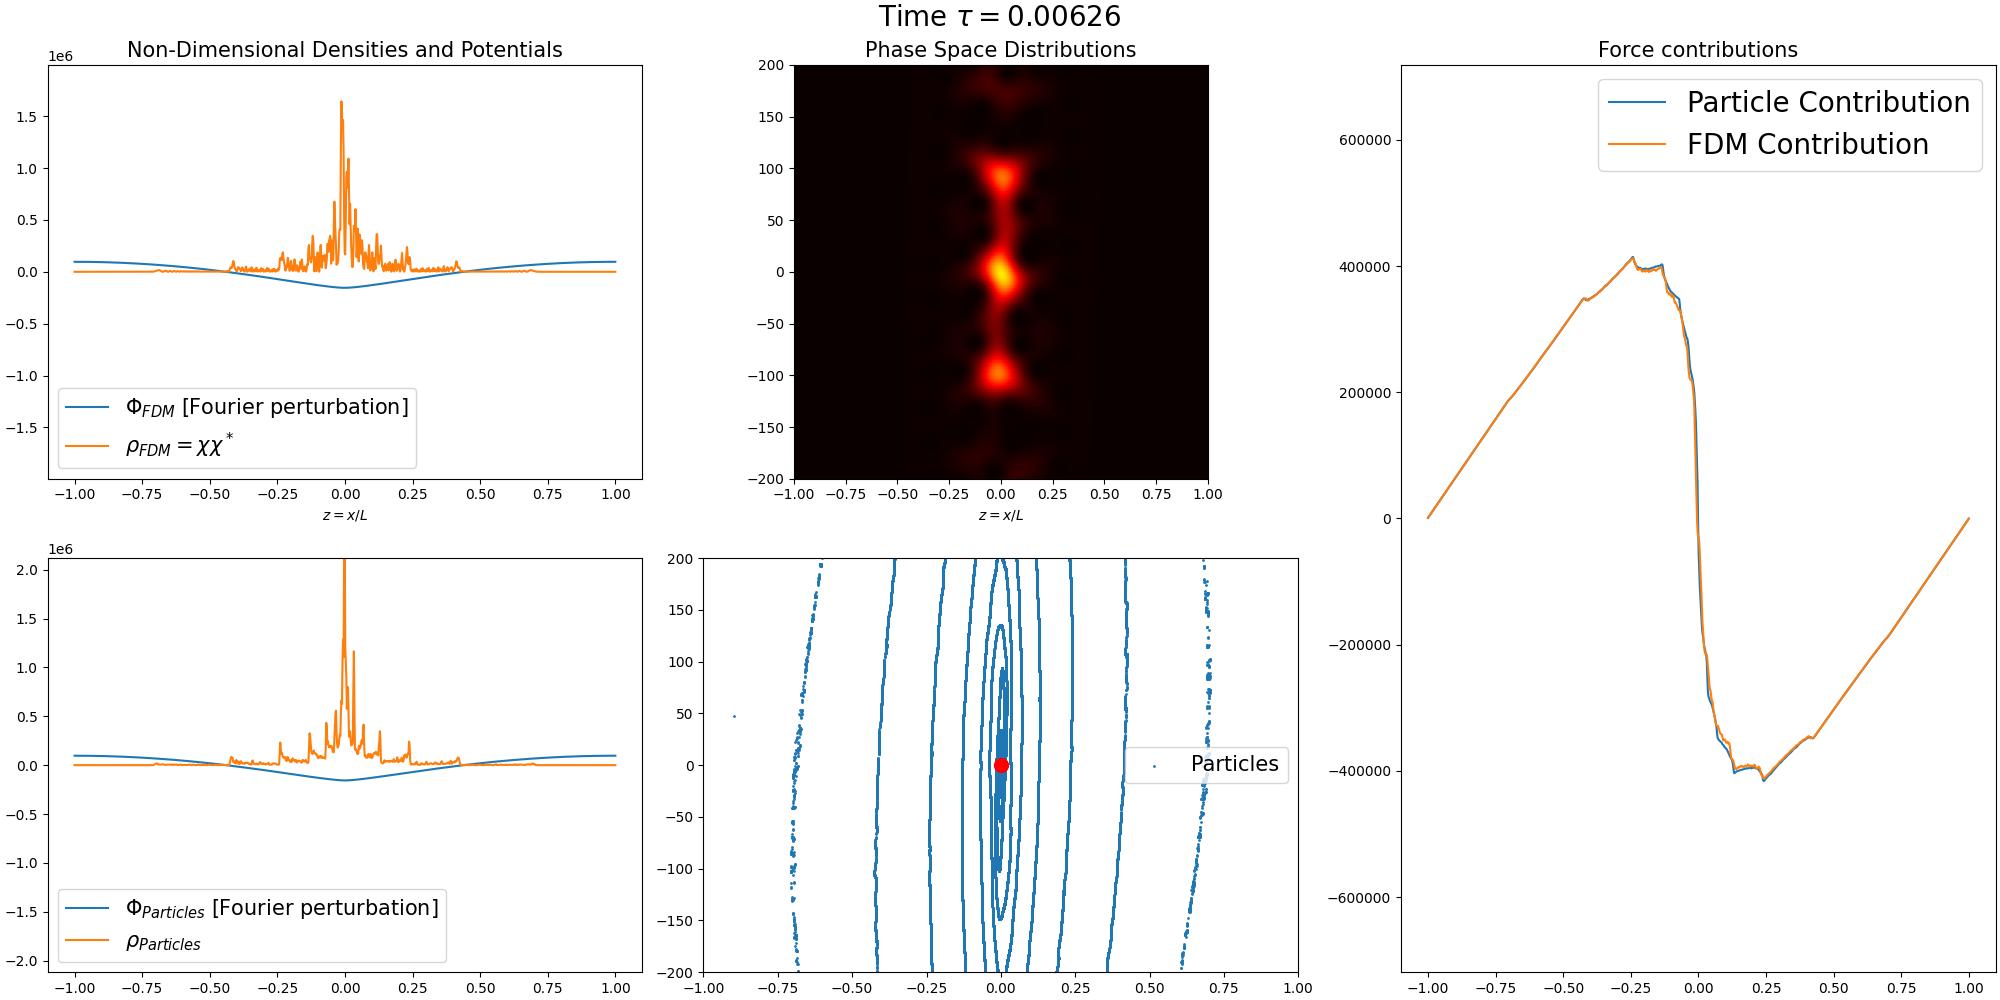 Time τ = 0.00626
Non-Dimensional Densities and Potentials
1e6
1.5
1.0
0.5
0.0
−0.5
−1.0
−1.5
Φ_FDM [Fourier perturbation]
ρ_FDM = χχ*
−1.00 −0.75 −0.50 −0.25 0.00 0.25 0.50 0.75 1.00
z = x/L
Phase Space Distributions
200
150
100
50
0
−50
−100
−150
−200
−1.00 −0.75 −0.50 −0.25 0.00 0.25 0.50 0.75 1.00
z = x/L
Force contributions
Particle Contribution
FDM Contribution
600000
400000
200000
0
−200000
−400000
−600000
−1.00 −0.75 −0.50 −0.25 0.00 0.25 0.50 0.75 1.00
1e6
2.0
1.5
1.0
0.5
0.0
−0.5
−1.0
−1.5
−2.0
Φ_Particles [Fourier perturbation]
ρ_Particles
−1.00 −0.75 −0.50 −0.25 0.00 0.25 0.50 0.75 1.00
200
150
100
50
0
−50
−100
−150
−200
Particles
−1.00 −0.75 −0.50 −0.25 0.00 0.25 0.50 0.75 1.00